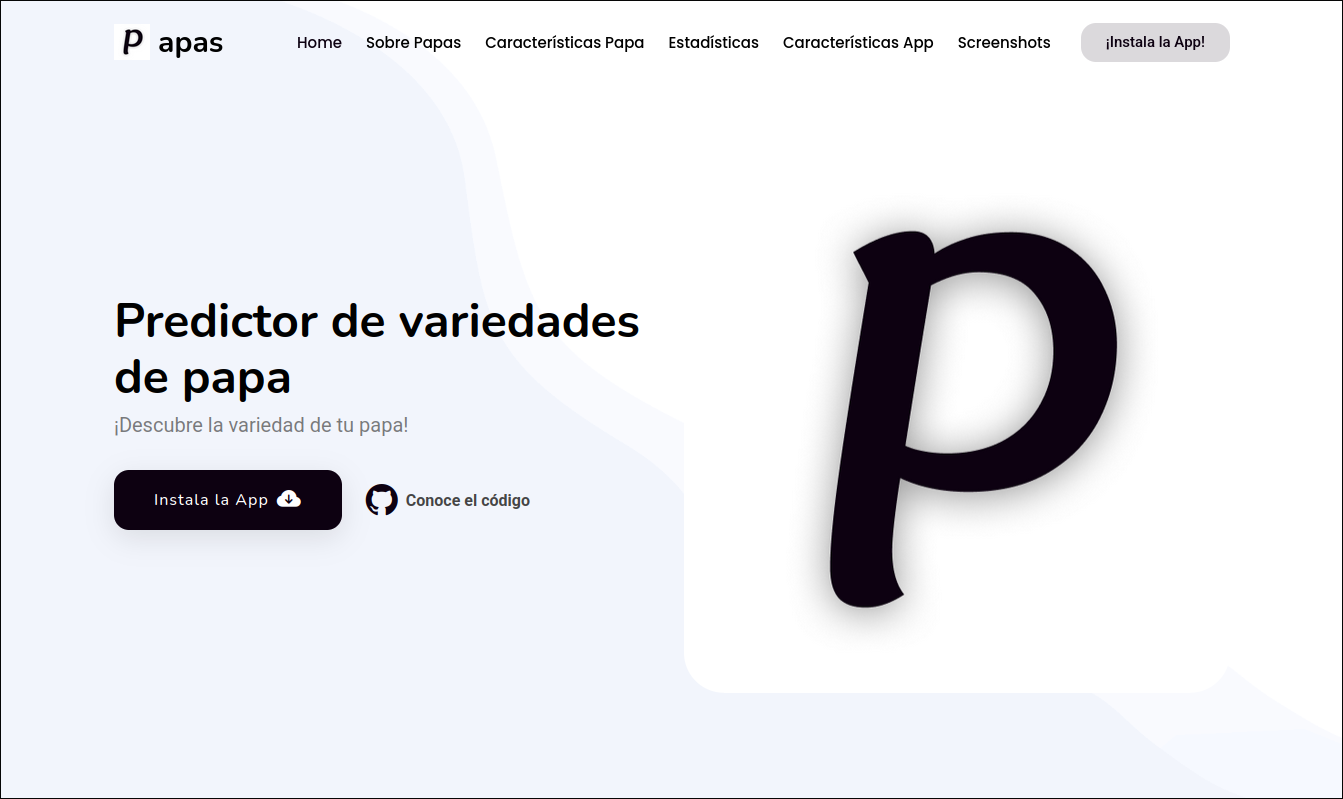 P apas
Home Sobre Papas Características Papa Estadísticas Características App Screenshots ¡Instala la App!
P
Predictor de variedades
de papa
¡Descubre la variedad de tu papa!
Instala la App Conoce el código